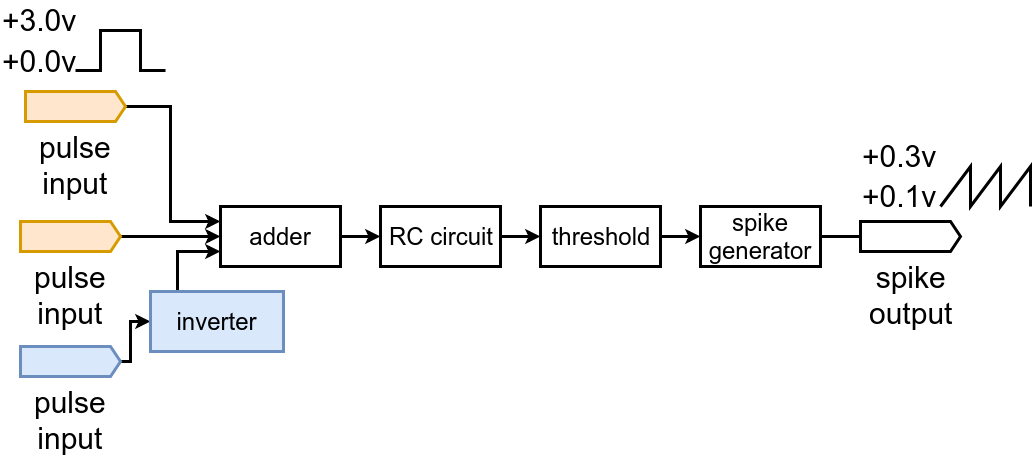 +3.0v
+0.0v
pulse
input
pulse
input
pulse
input
inverter
adder
RC circuit
threshold
spike
generator
+0.3v
+0.1v
spike
output